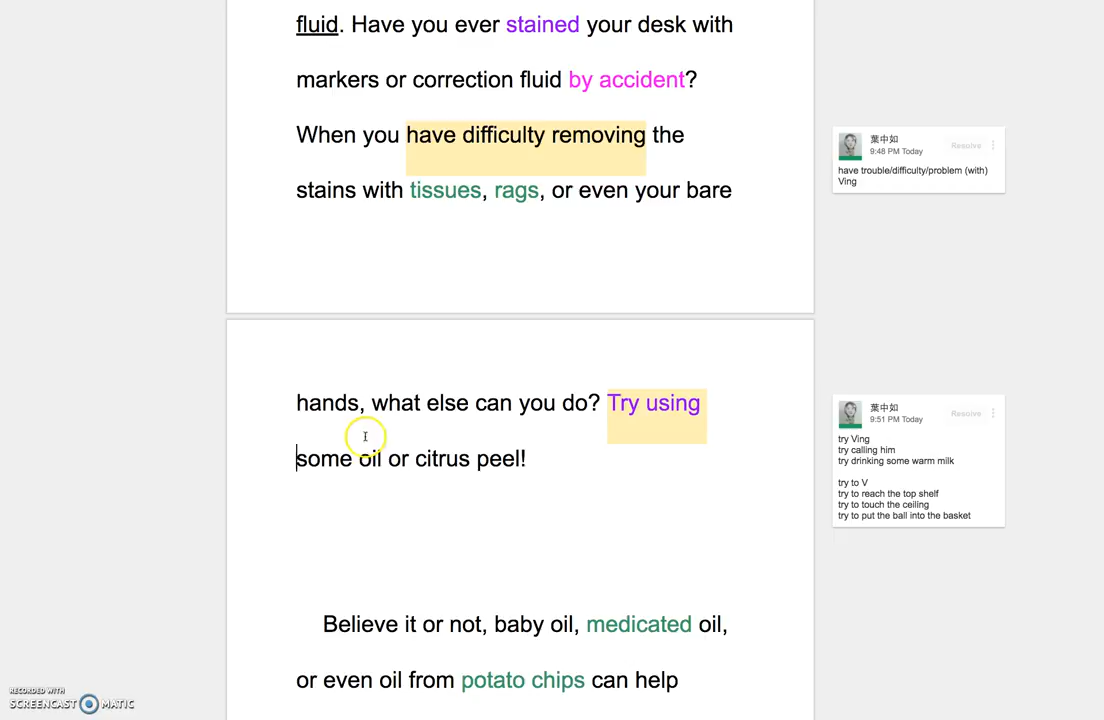 fluid. Have you ever stained your desk with
markers or correction fluid by accident?
When you have difficulty removing the
stains with tissues, rags, or even your bare
葉中如
9:48 PM Today
Resolve
have trouble/difficulty/problem (with)
Ving
hands, what else can you do? Try using
some oil or citrus peel!
葉中如
9:51 PM Today
Resolve
try Ving
try calling him
try drinking some warm milk
try to V
try to reach the top shelf
try to touch the ceiling
try to put the ball into the basket
Believe it or not, baby oil, medicated oil,
or even oil from potato chips can help
RECORDED WITH
SCREENCAST MATIC